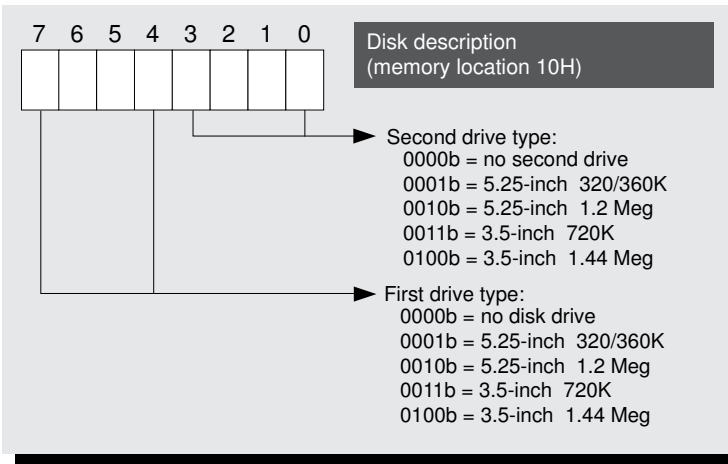 7 6 5 4 3 2 1 0
Disk description
(memory location 10H)
Second drive type:
0000b = no second drive
0001b = 5.25-inch 320/360K
0010b = 5.25-inch 1.2 Meg
0011b = 3.5-inch 720K
0100b = 3.5-inch 1.44 Meg
First drive type:
0000b = no disk drive
0001b = 5.25-inch 320/360K
0010b = 5.25-inch 1.2 Meg
0011b = 3.5-inch 720K
0100b = 3.5-inch 1.44 Meg